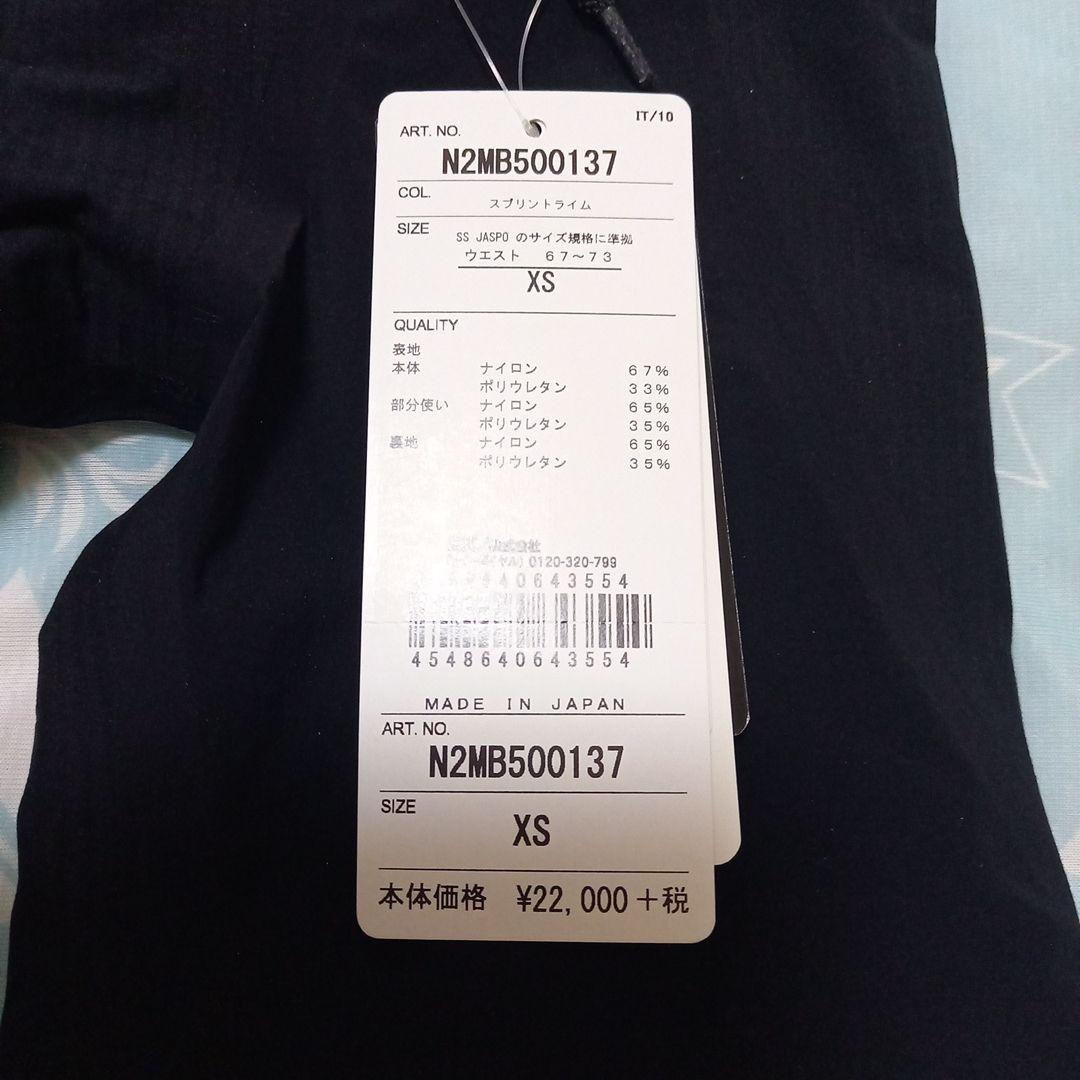 IT/10
ART. NO.
N2MB500137
COL.
スプリントライム
SIZE
SS JASPO のサイズ規格に準拠
ウエスト 67〜73
XS
QUALITY
表地
本体 ナイロン 67%
ポリウレタン 33%
部分使い ナイロン 65%
ポリウレタン 35%
裏地 ナイロン 65%
ポリウレタン 35%
株式会社
0120-320-799
40643554
4548640643554
MADE IN JAPAN
ART. NO.
N2MB500137
SIZE
XS
本体価格 ¥22,000+税